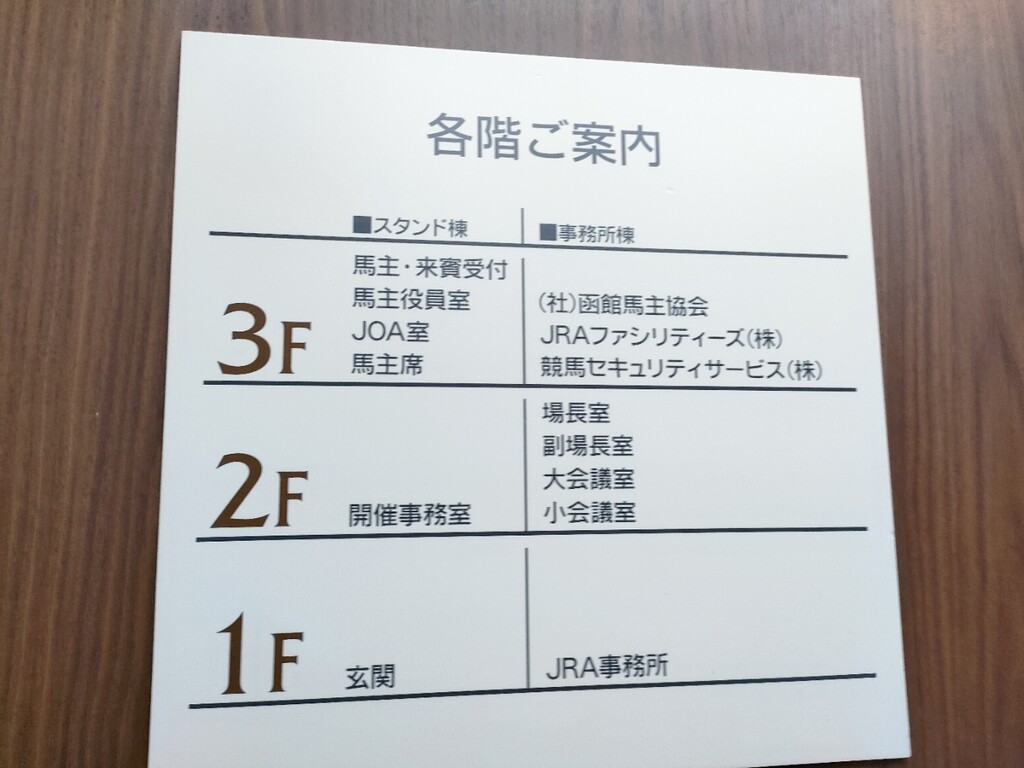 各階ご案内
■スタンド棟
■事務所棟
3F
馬主・来賓受付
馬主役員室
JOA室
馬主席
(社)函館馬主協会
JRAファシリティーズ(株)
競馬セキュリティサービス(株)
2F
開催事務室
場長室
副場長室
大会議室
小会議室
1F
玄関
JRA事務所